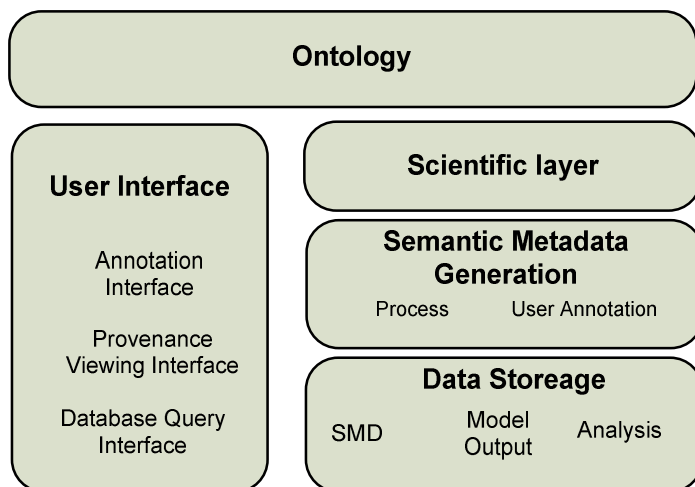 Ontology
User Interface
Annotation
Interface
Provenance
Viewing Interface
Database Query
Interface
Scientific layer
Semantic Metadata
Generation
Process User Annotation
Data Storeage
SMD Model Output Analysis